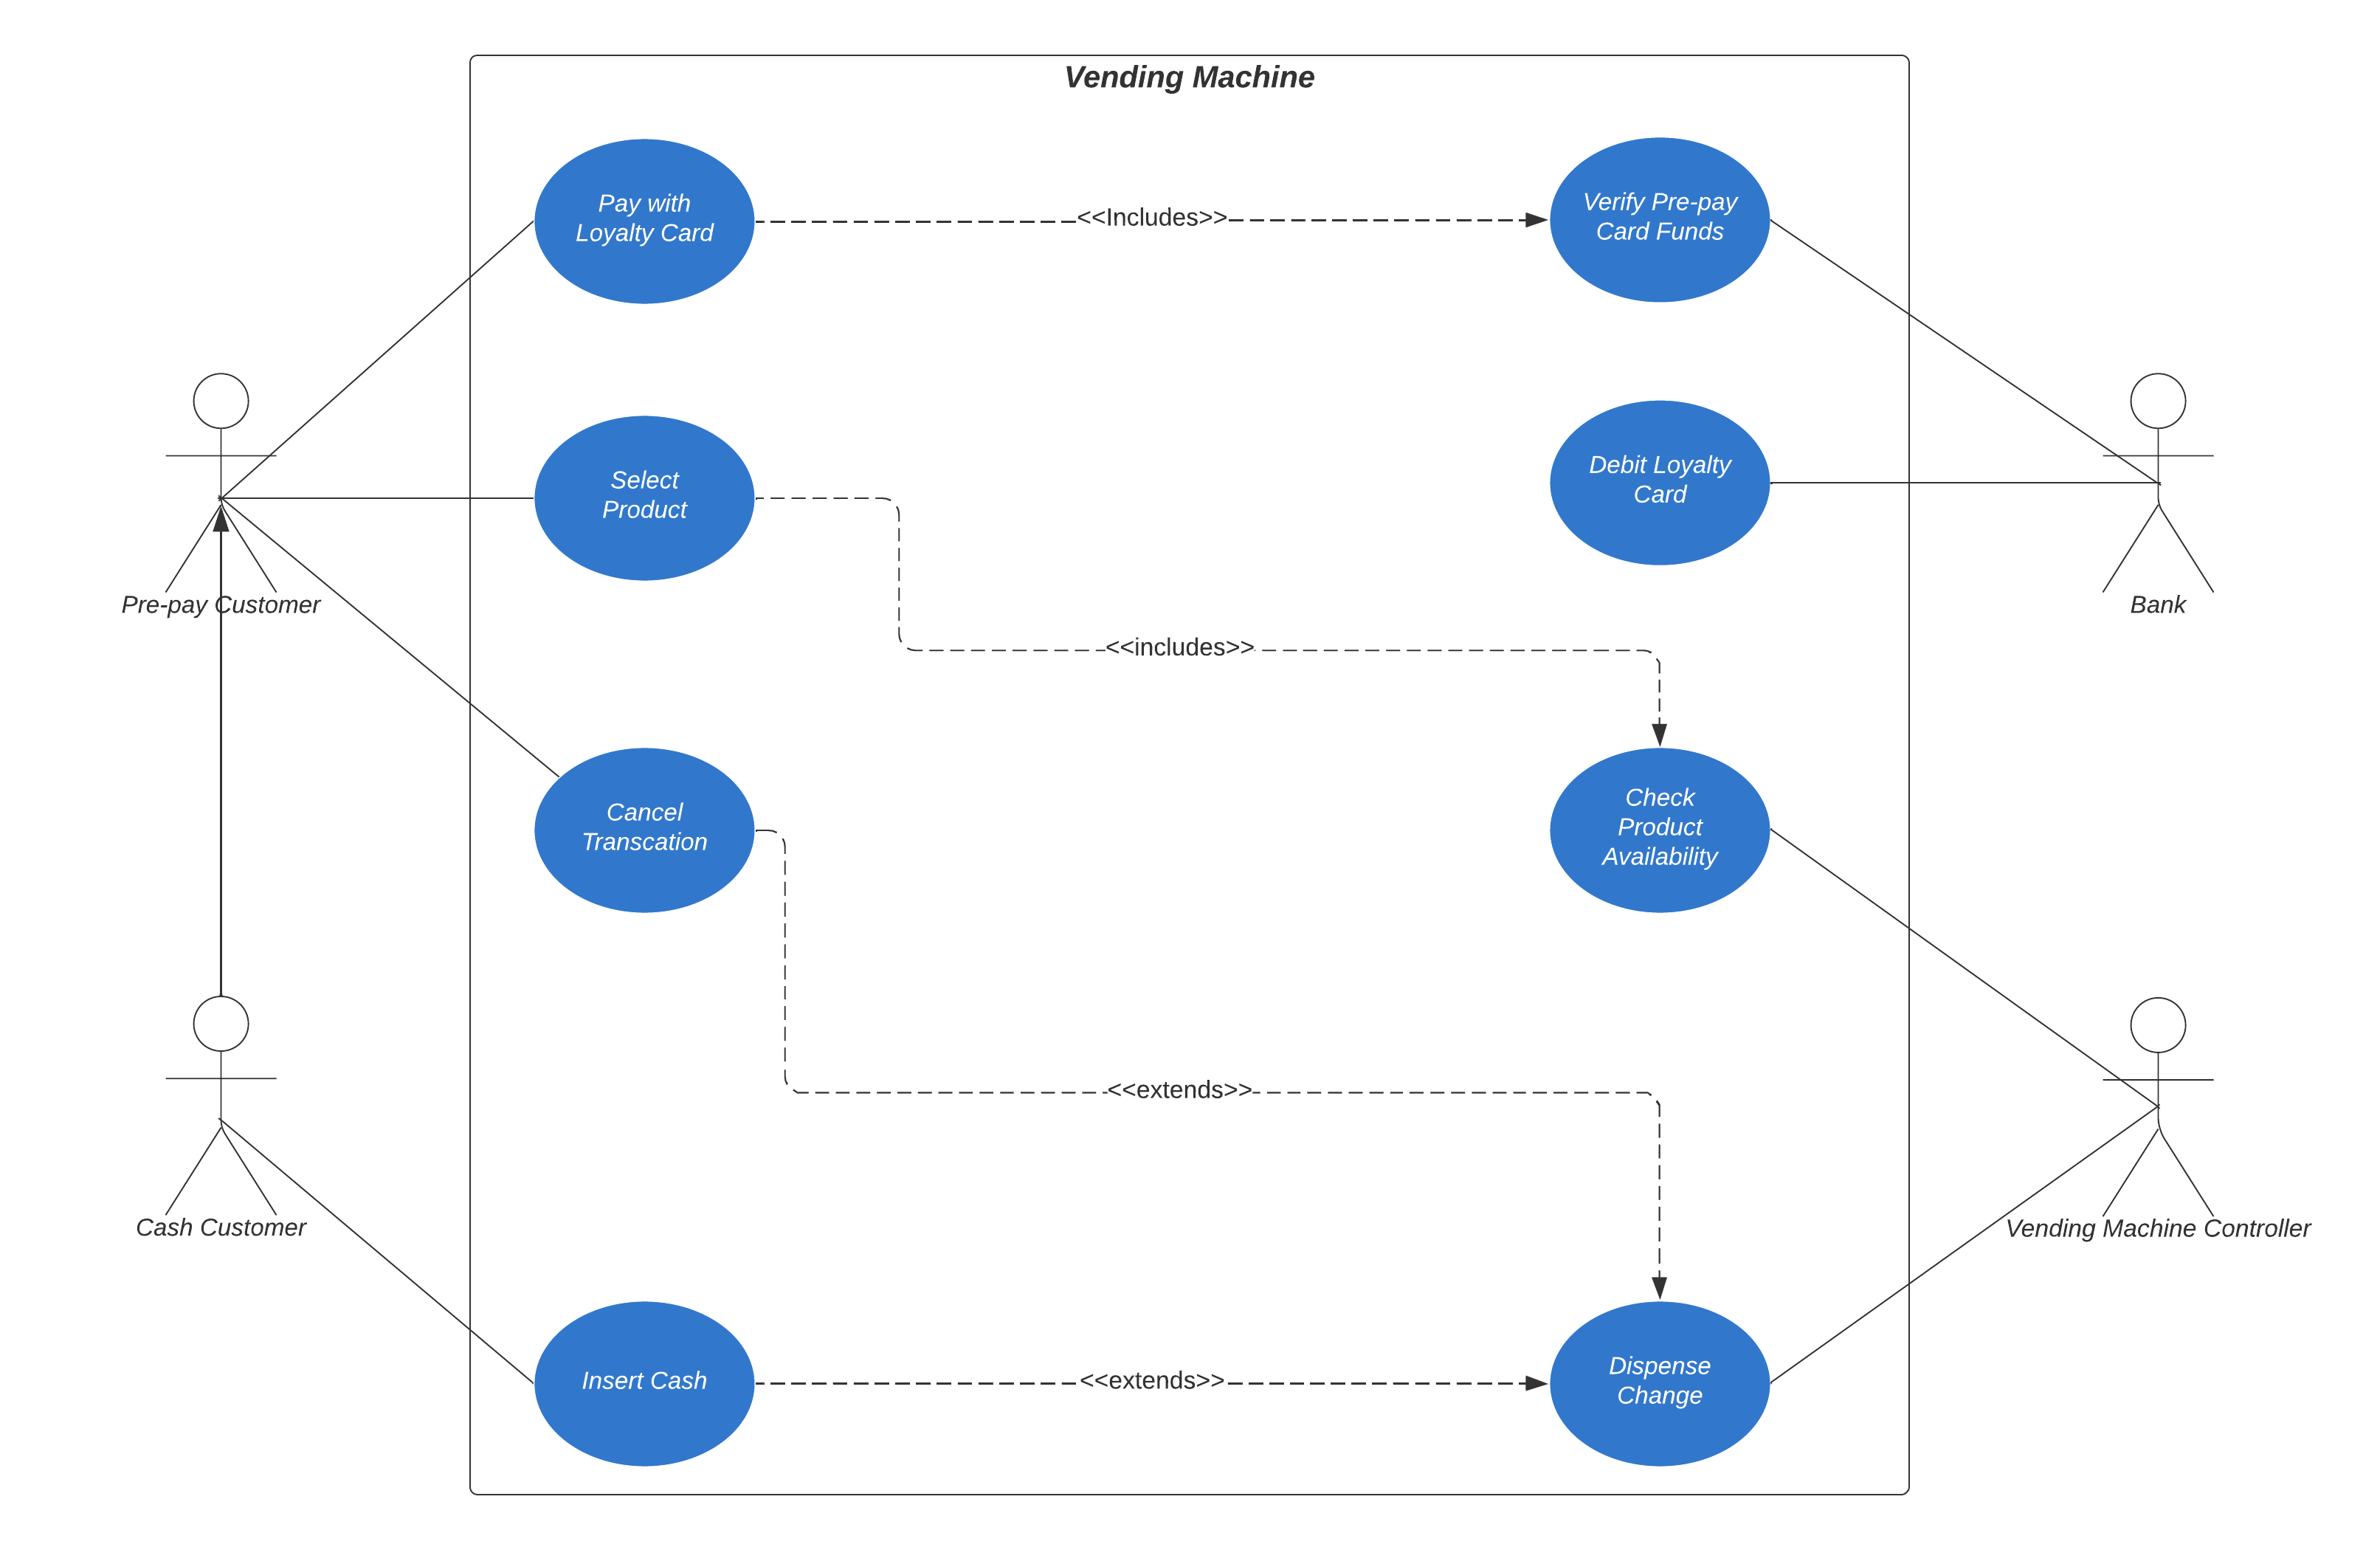 Vending Machine
Pay with
Loyalty Card
<<Includes>>
Verify Pre-pay
Card Funds
Select
Product
Debit Loyalty
Card
Pre-pay Customer
Bank
<<includes>>
Cancel
Transcation
Check
Product
Availability
<<extends>>
Cash Customer
Vending Machine Controller
Insert Cash
<<extends>>
Dispense
Change